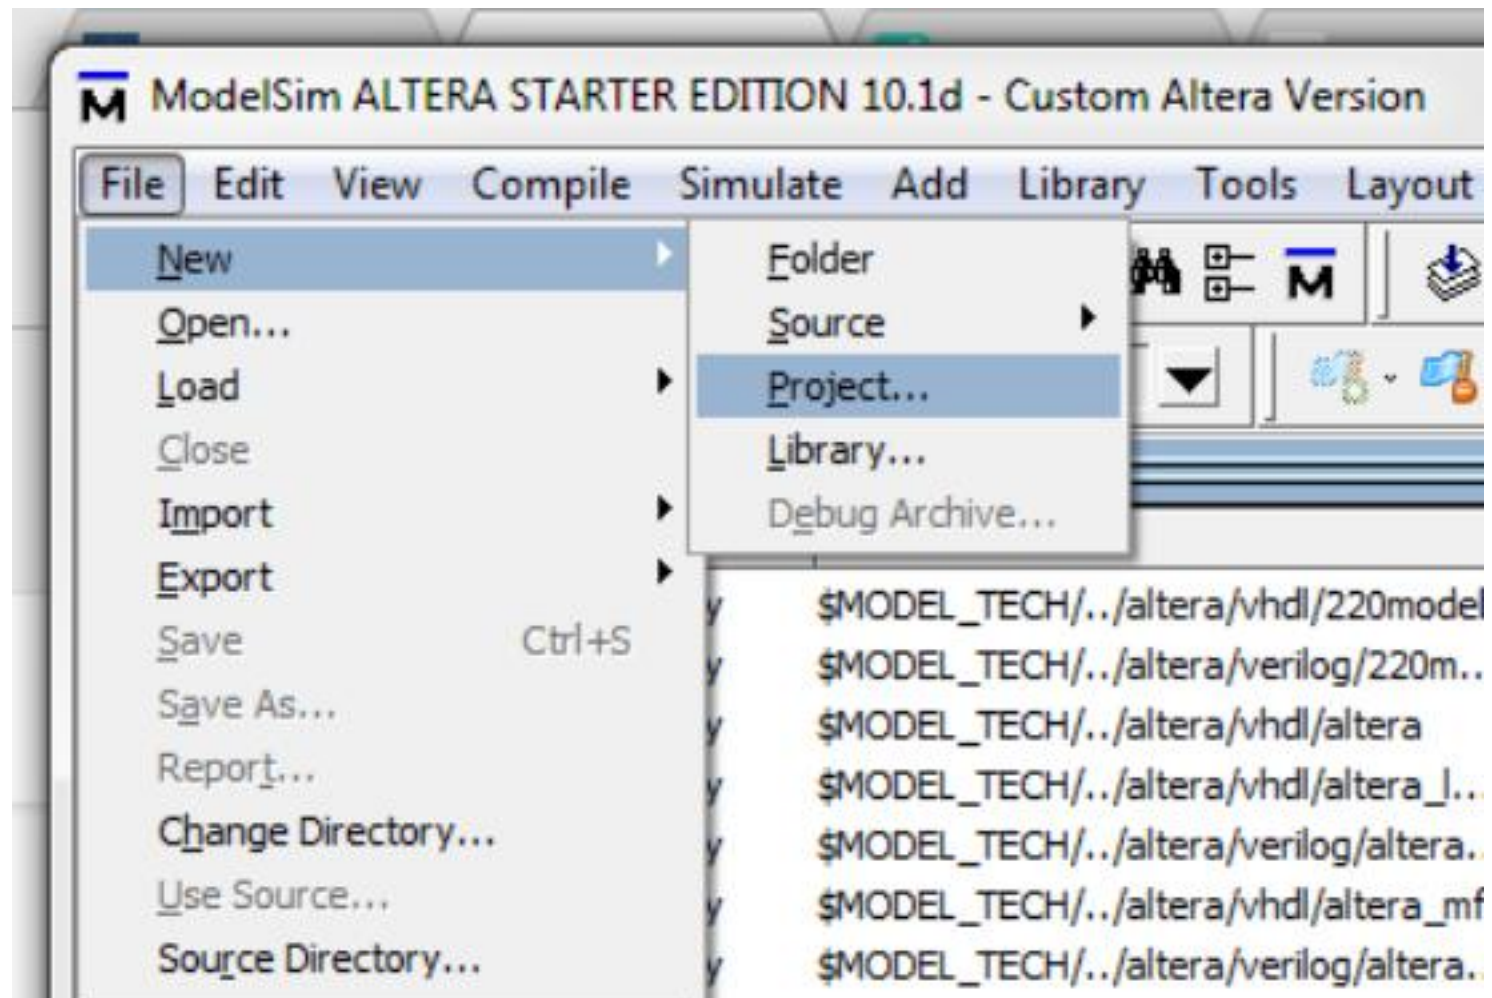 ModelSim ALTERA STARTER EDITION 10.1d - Custom Altera Version
File Edit View Compile Simulate Add Library Tools Layout
New
Open...
Load
Close
Import
Export
Save Ctrl+S
Save As...
Report...
Change Directory...
Use Source...
Source Directory...
Folder
Source
Project...
Library...
Debug Archive...
y $MODEL_TECH/../altera/vhdl/220model
y $MODEL_TECH/../altera/verilog/220m...
y $MODEL_TECH/../altera/vhdl/altera
y $MODEL_TECH/../altera/vhdl/altera_l...
y $MODEL_TECH/../altera/verilog/altera...
y $MODEL_TECH/../altera/vhdl/altera_mf
y $MODEL_TECH/../altera/verilog/altera...